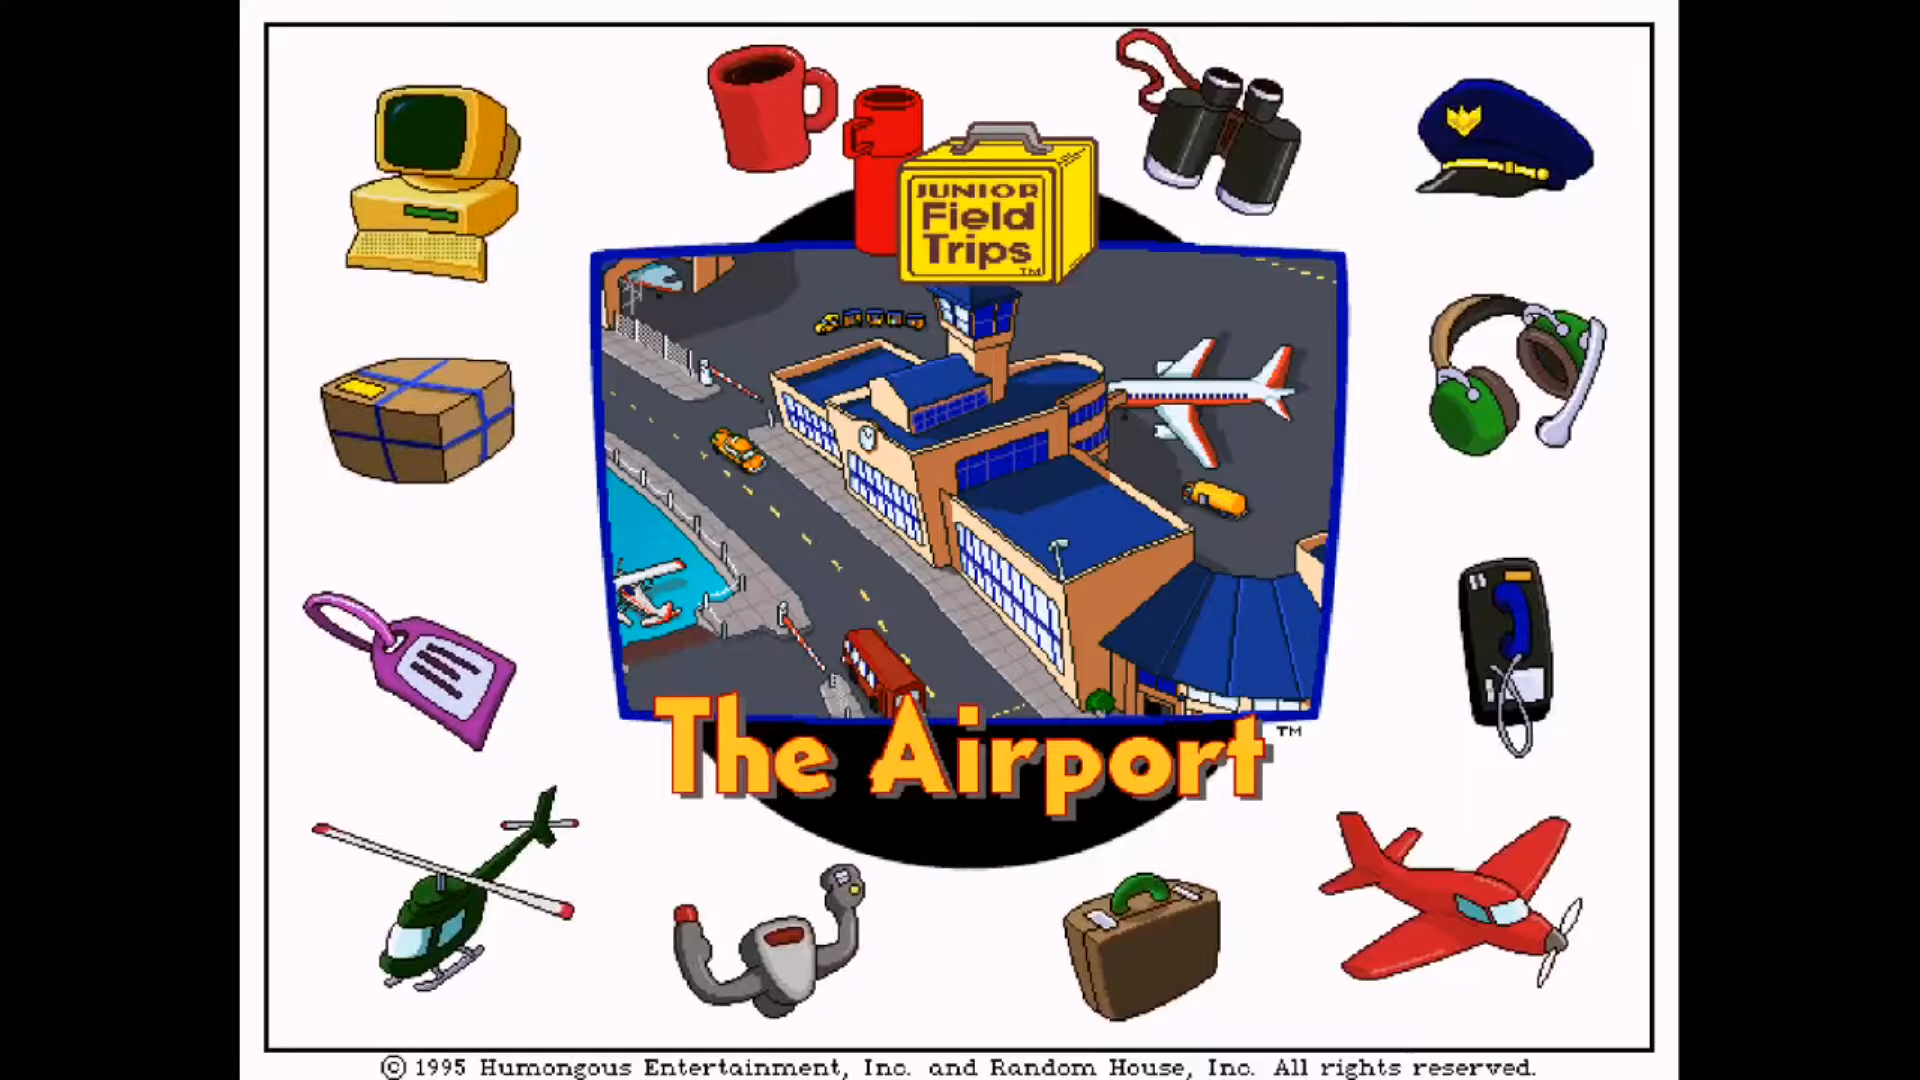 JUNIOR
Field
Trips
TM
The Airport
TM
© 1995 Humongous Entertainment, Inc. and Random House, Inc. All rights reserved.